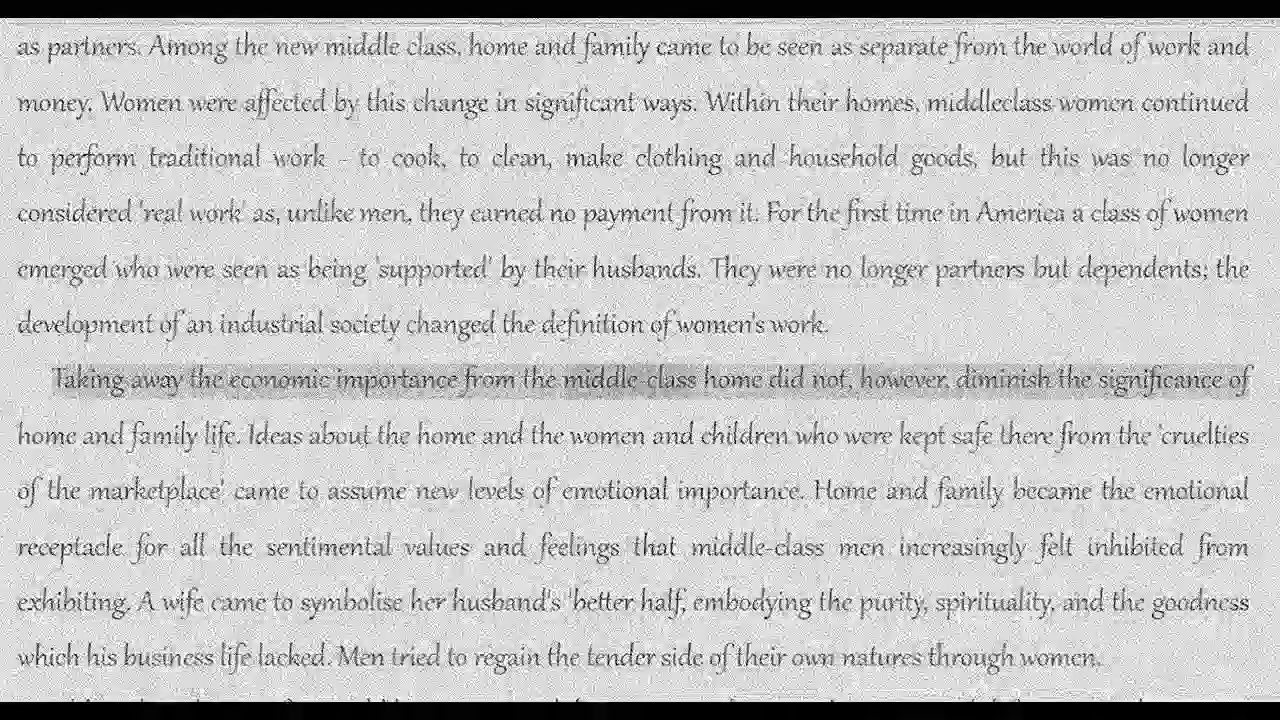 as partners. Among the new middle class, home and family came to be seen as separate from the world of work and
money. Women were affected by this change in significant ways. Within their homes, middleclass women continued
to perform traditional work - to cook, to clean, make clothing and household goods, but this was no longer
considered 'real work' as, unlike men, they earned no payment from it. For the first time in America a class of women
emerged who were seen as being 'supported' by their husbands. They were no longer partners but dependents; the
development of an industrial society changed the definition of women's work.
Taking away the economic importance from the middle-class home did not, however, diminish the significance of
home and family life. Ideas about the home and the women and children who were kept safe there from the 'cruelties
of the marketplace' came to assume new levels of emotional importance. Home and family became the emotional
receptacle for all the sentimental values and feelings that middle-class men increasingly felt inhibited from
exhibiting. A wife came to symbolise her husband's 'better half', embodying the purity, spirituality, and the goodness
which his business life lacked. Men tried to regain the tender side of their own natures through women.